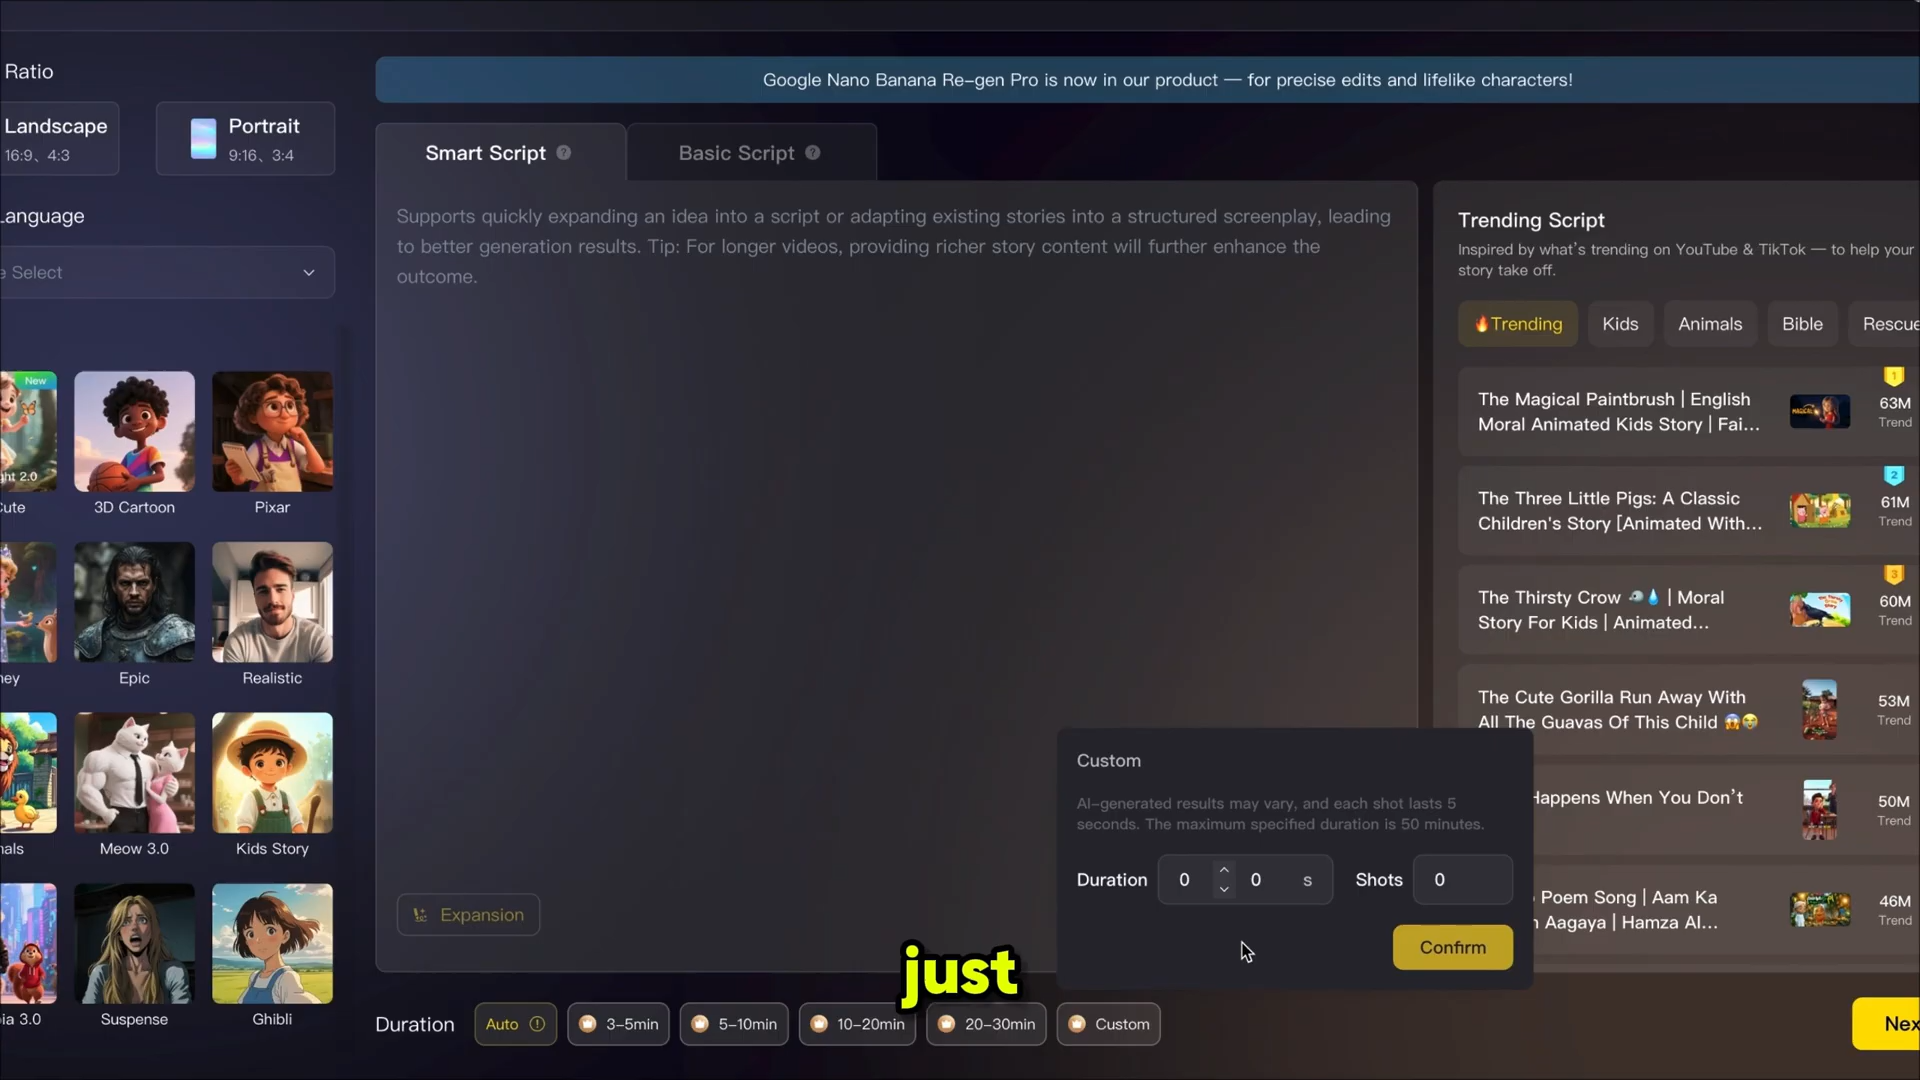 Google Nano Banana Re-gen Pro is now in our product — for precise edits and lifelike characters!
Ratio
Landscape
16:9、4:3
Portrait
9:16、3:4
Language
Select
New
ght 2.0
Cute
3D Cartoon
Pixar
ney
Epic
Realistic
nals
Meow 3.0
Kids Story
ia 3.0
Suspense
Ghibli
Smart Script
Basic Script
Supports quickly expanding an idea into a script or adapting existing stories into a structured screenplay, leading
to better generation results. Tip: For longer videos, providing richer story content will further enhance the
outcome.
Expansion
Trending Script
Inspired by what's trending on YouTube & TikTok — to help your
story take off.
🔥Trending
Kids
Animals
Bible
Rescue
The Magical Paintbrush | English
Moral Animated Kids Story | Fai...
1
63M
Trend
The Three Little Pigs: A Classic
Children's Story [Animated With...
2
61M
Trend
The Thirsty Crow 🐦💧 | Moral
Story For Kids | Animated...
3
60M
Trend
The Cute Gorilla Run Away With
All The Guavas Of This Child 😱😭
53M
Trend
Happens When You Don't
50M
Trend
Poem Song | Aam Ka
Aagaya | Hamza Al...
46M
Trend
Custom
AI-generated results may vary, and each shot lasts 5
seconds. The maximum specified duration is 50 minutes.
Duration
0
0
s
Shots
0
Confirm
just
Duration
Auto
3-5min
5-10min
10-20min
20-30min
Custom
Nex